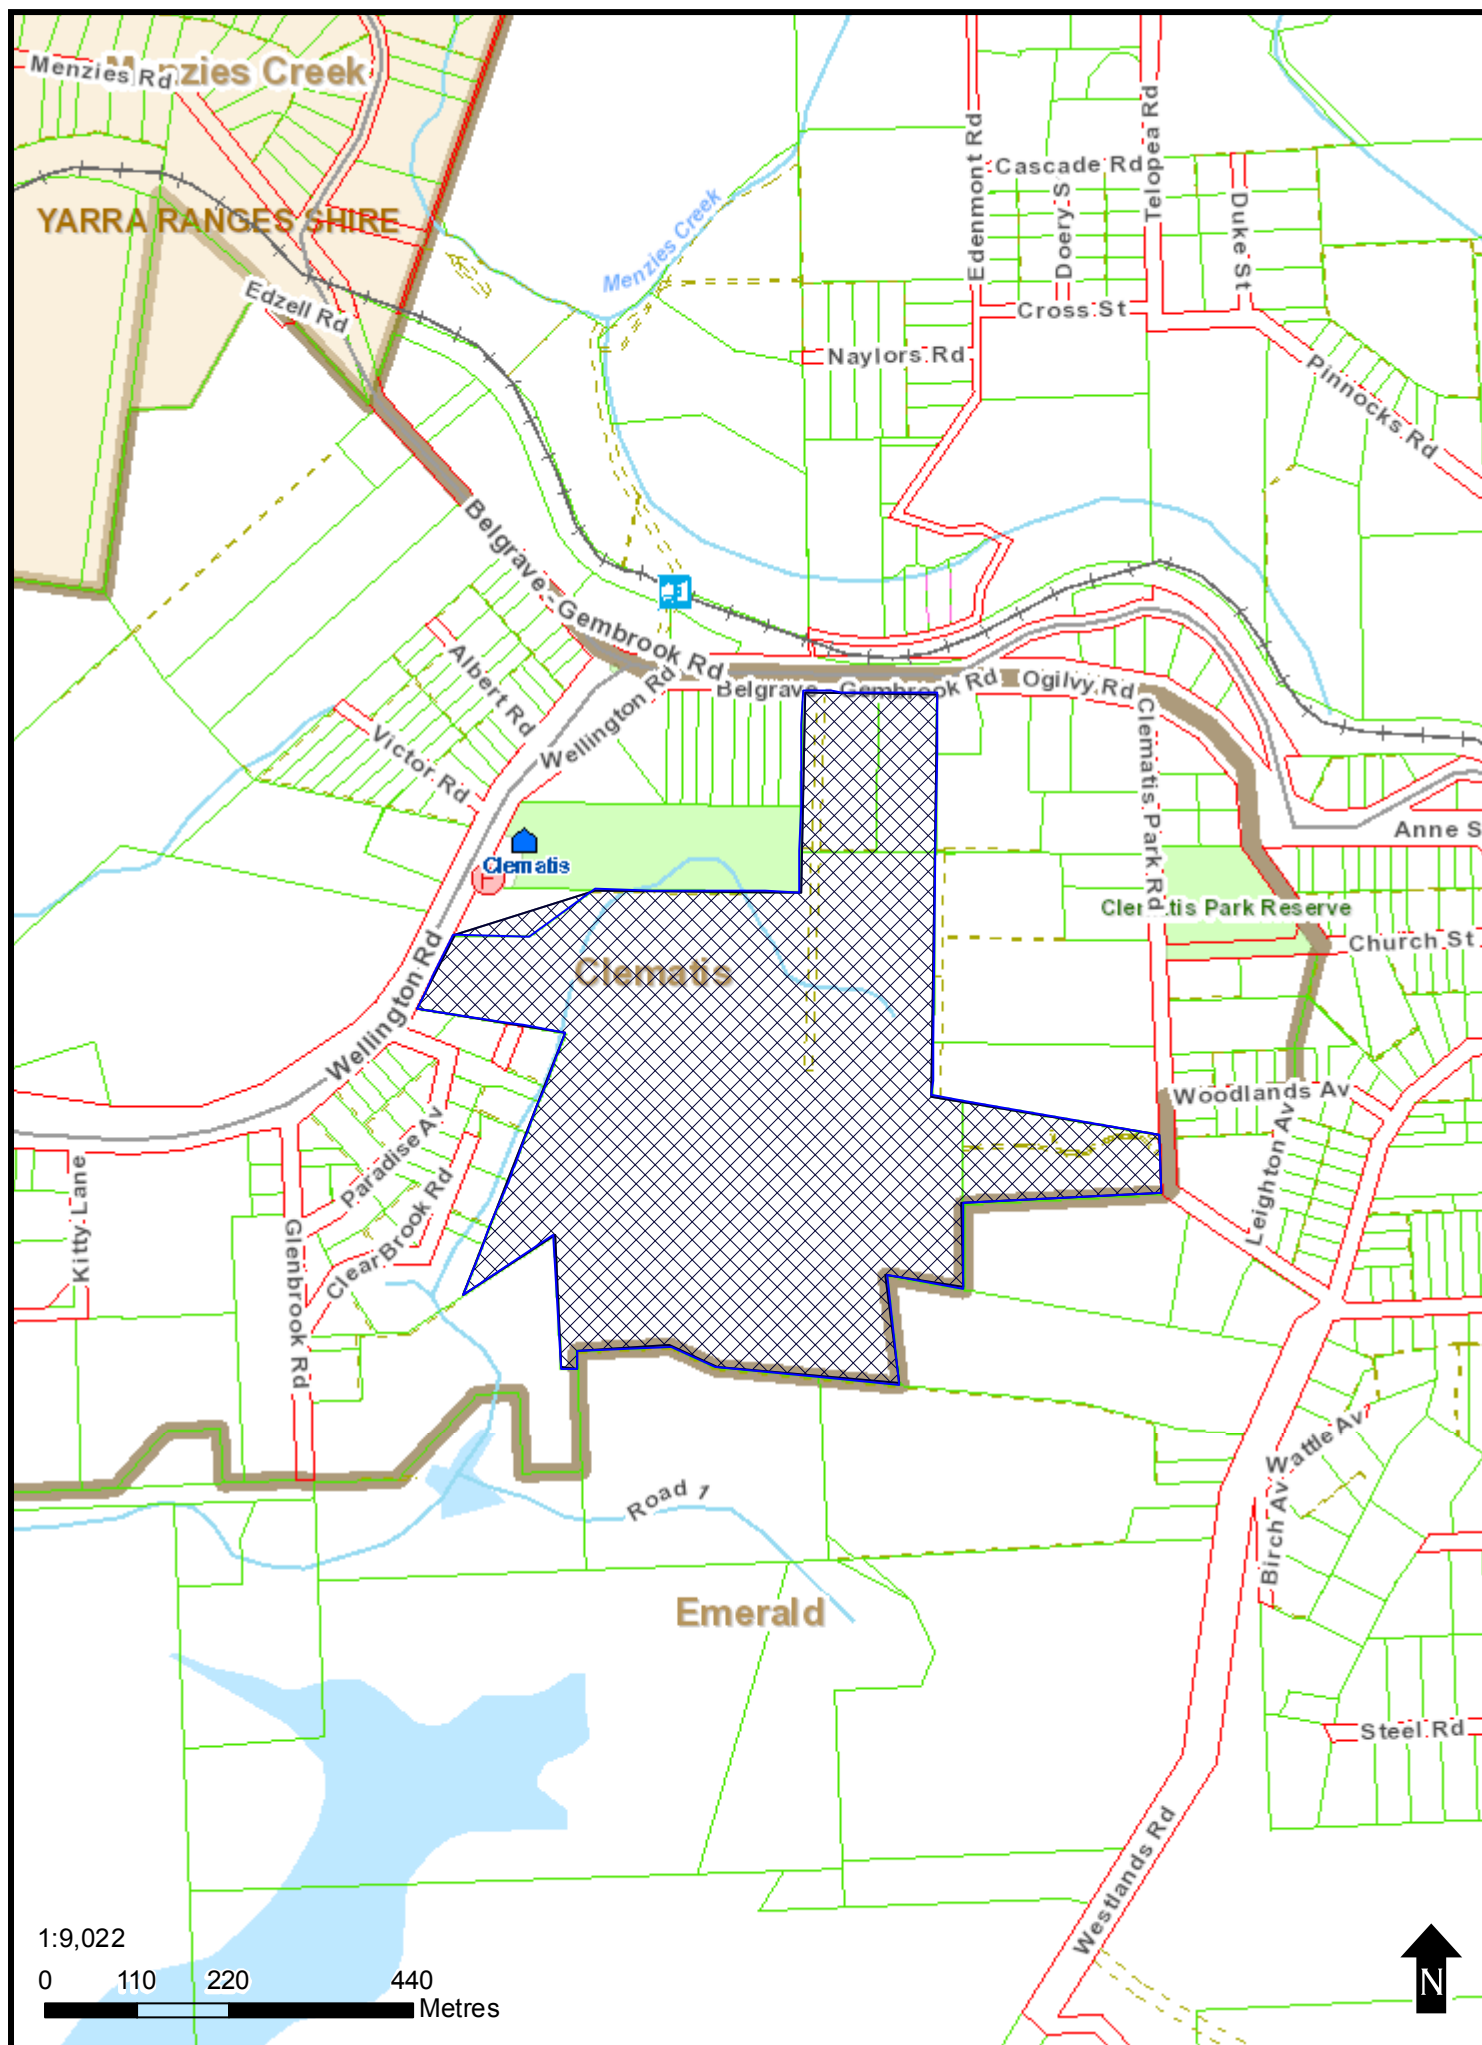 Menzies Rd
Menzies Creek
YARRA RANGES SHIRE
Edzell Rd
Menzies Creek
Edenmont Rd
Cascade Rd
Doery S
Telopea Rd
Duke St
Cross St
Naylors Rd
Pinnocks Rd
Belgrave - Gembrook Rd
Albert Rd
Victor Rd
Wellington Rd
Belgrave - Gembrook Rd
Ogilvy Rd
Clematis Park Rd
Anne S
Clematis
F
Clematis Park Reserve
Church St
Clematis
Wellington Rd
Woodlands Av
Leighton Av
Paradise Av
Clear Brook Rd
Kitty Lane
Glenbrook Rd
Wattle Av
Birch Av
Road 1
Emerald
Steel Rd
Westlands Rd
1:9,022
0 110 220 440
Metres
N